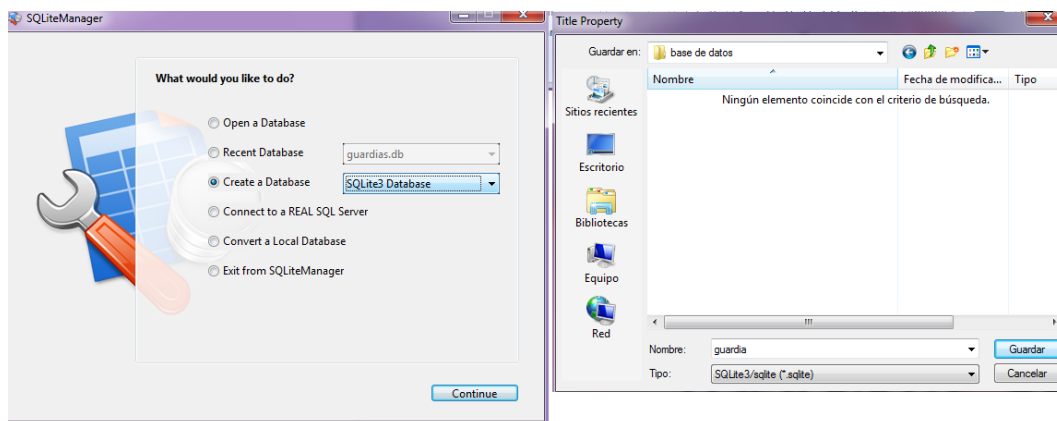 SQLiteManager
What would you like to do?
Open a Database
Recent Database
guardias.db
Create a Database
SQLite3 Database
Connect to a REAL SQL Server
Convert a Local Database
Exit from SQLiteManager
Continue
Title Property
Guardar en:
base de datos
Nombre
Fecha de modifica...
Tipo
Ningún elemento coincide con el criterio de búsqueda.
Sitios recientes
Escritorio
Bibliotecas
Equipo
Red
Nombre:
guardia
Guardar
Tipo:
SQLite3/sqlite (*.sqlite)
Cancelar